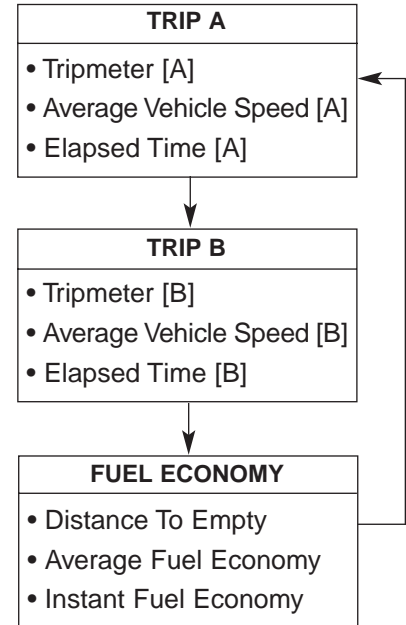 TRIP A
• Tripmeter [A]
• Average Vehicle Speed [A]
• Elapsed Time [A]
TRIP B
• Tripmeter [B]
• Average Vehicle Speed [B]
• Elapsed Time [B]
FUEL ECONOMY
• Distance To Empty
• Average Fuel Economy
• Instant Fuel Economy